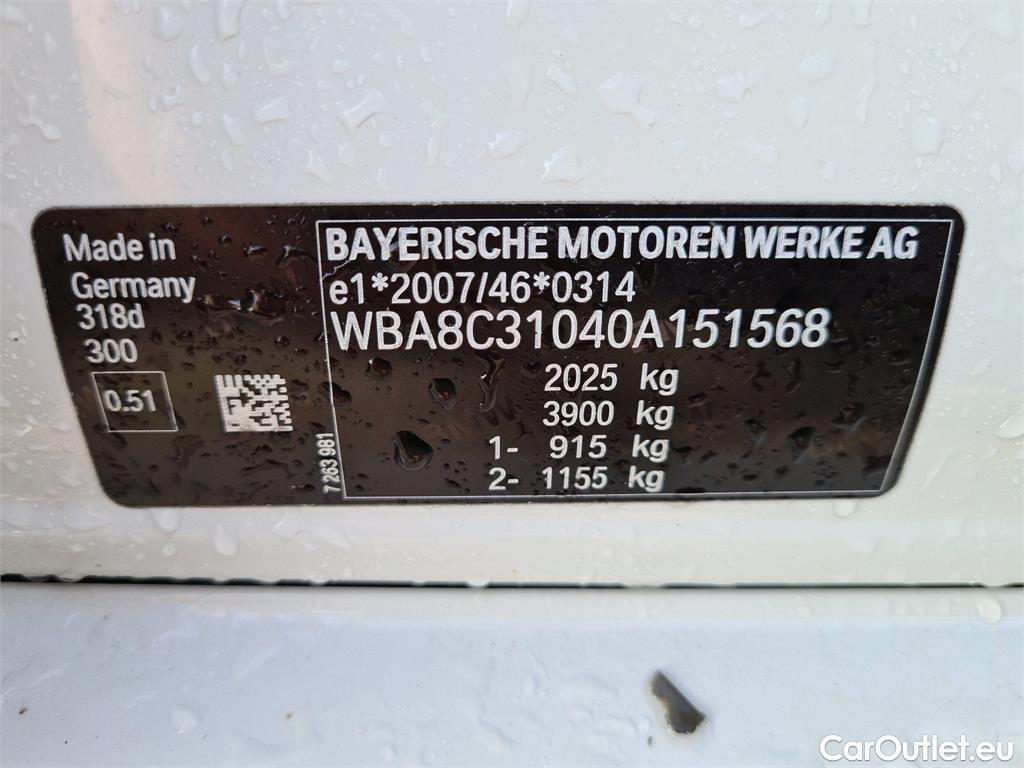 Made in
Germany
318d
300
0.51
7 263 981
BAYERISCHE MOTOREN WERKE AG
e1*2007/46*0314
WBA8C31040A151568
2025 kg
3900 kg
1- 915 kg
2- 1155 kg
CarOutlet.eu